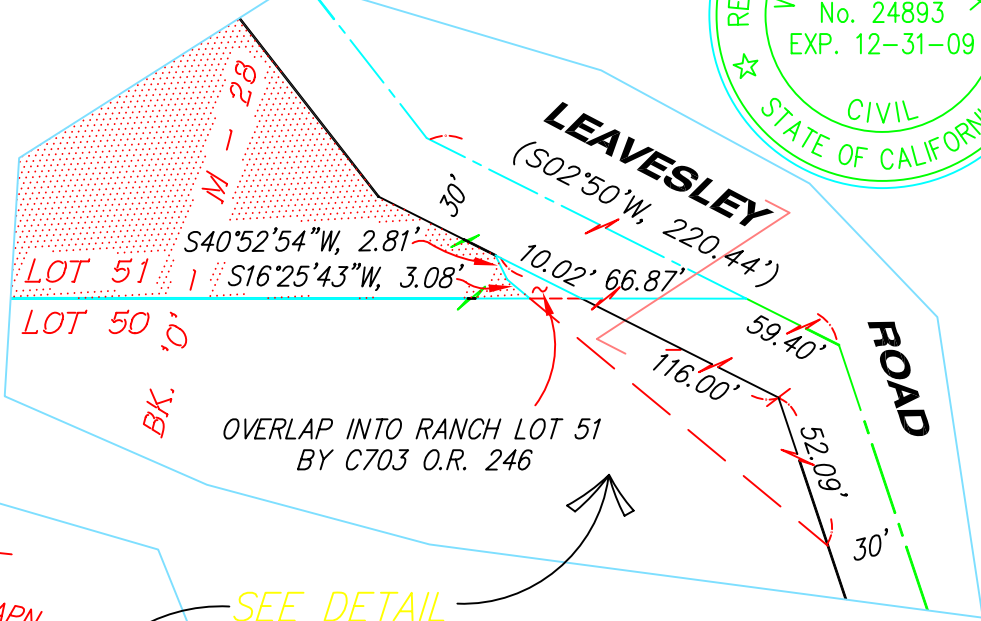 RE
No. 24893
EXP. 12-31-09
CIVIL
STATE OF CALIFORNI
M - 28
LEAVESLEY
(S02°50'W, 220.44')
30'
S40°52'54"W, 2.81'
S16°25'43"W, 3.08'
10.02'
66.87'
LOT 51
LOT 50
BK. 'O'
59.40'
116.00'
ROAD
52.09'
OVERLAP INTO RANCH LOT 51
BY C703 O.R. 246
30'
SEE DETAIL
APN